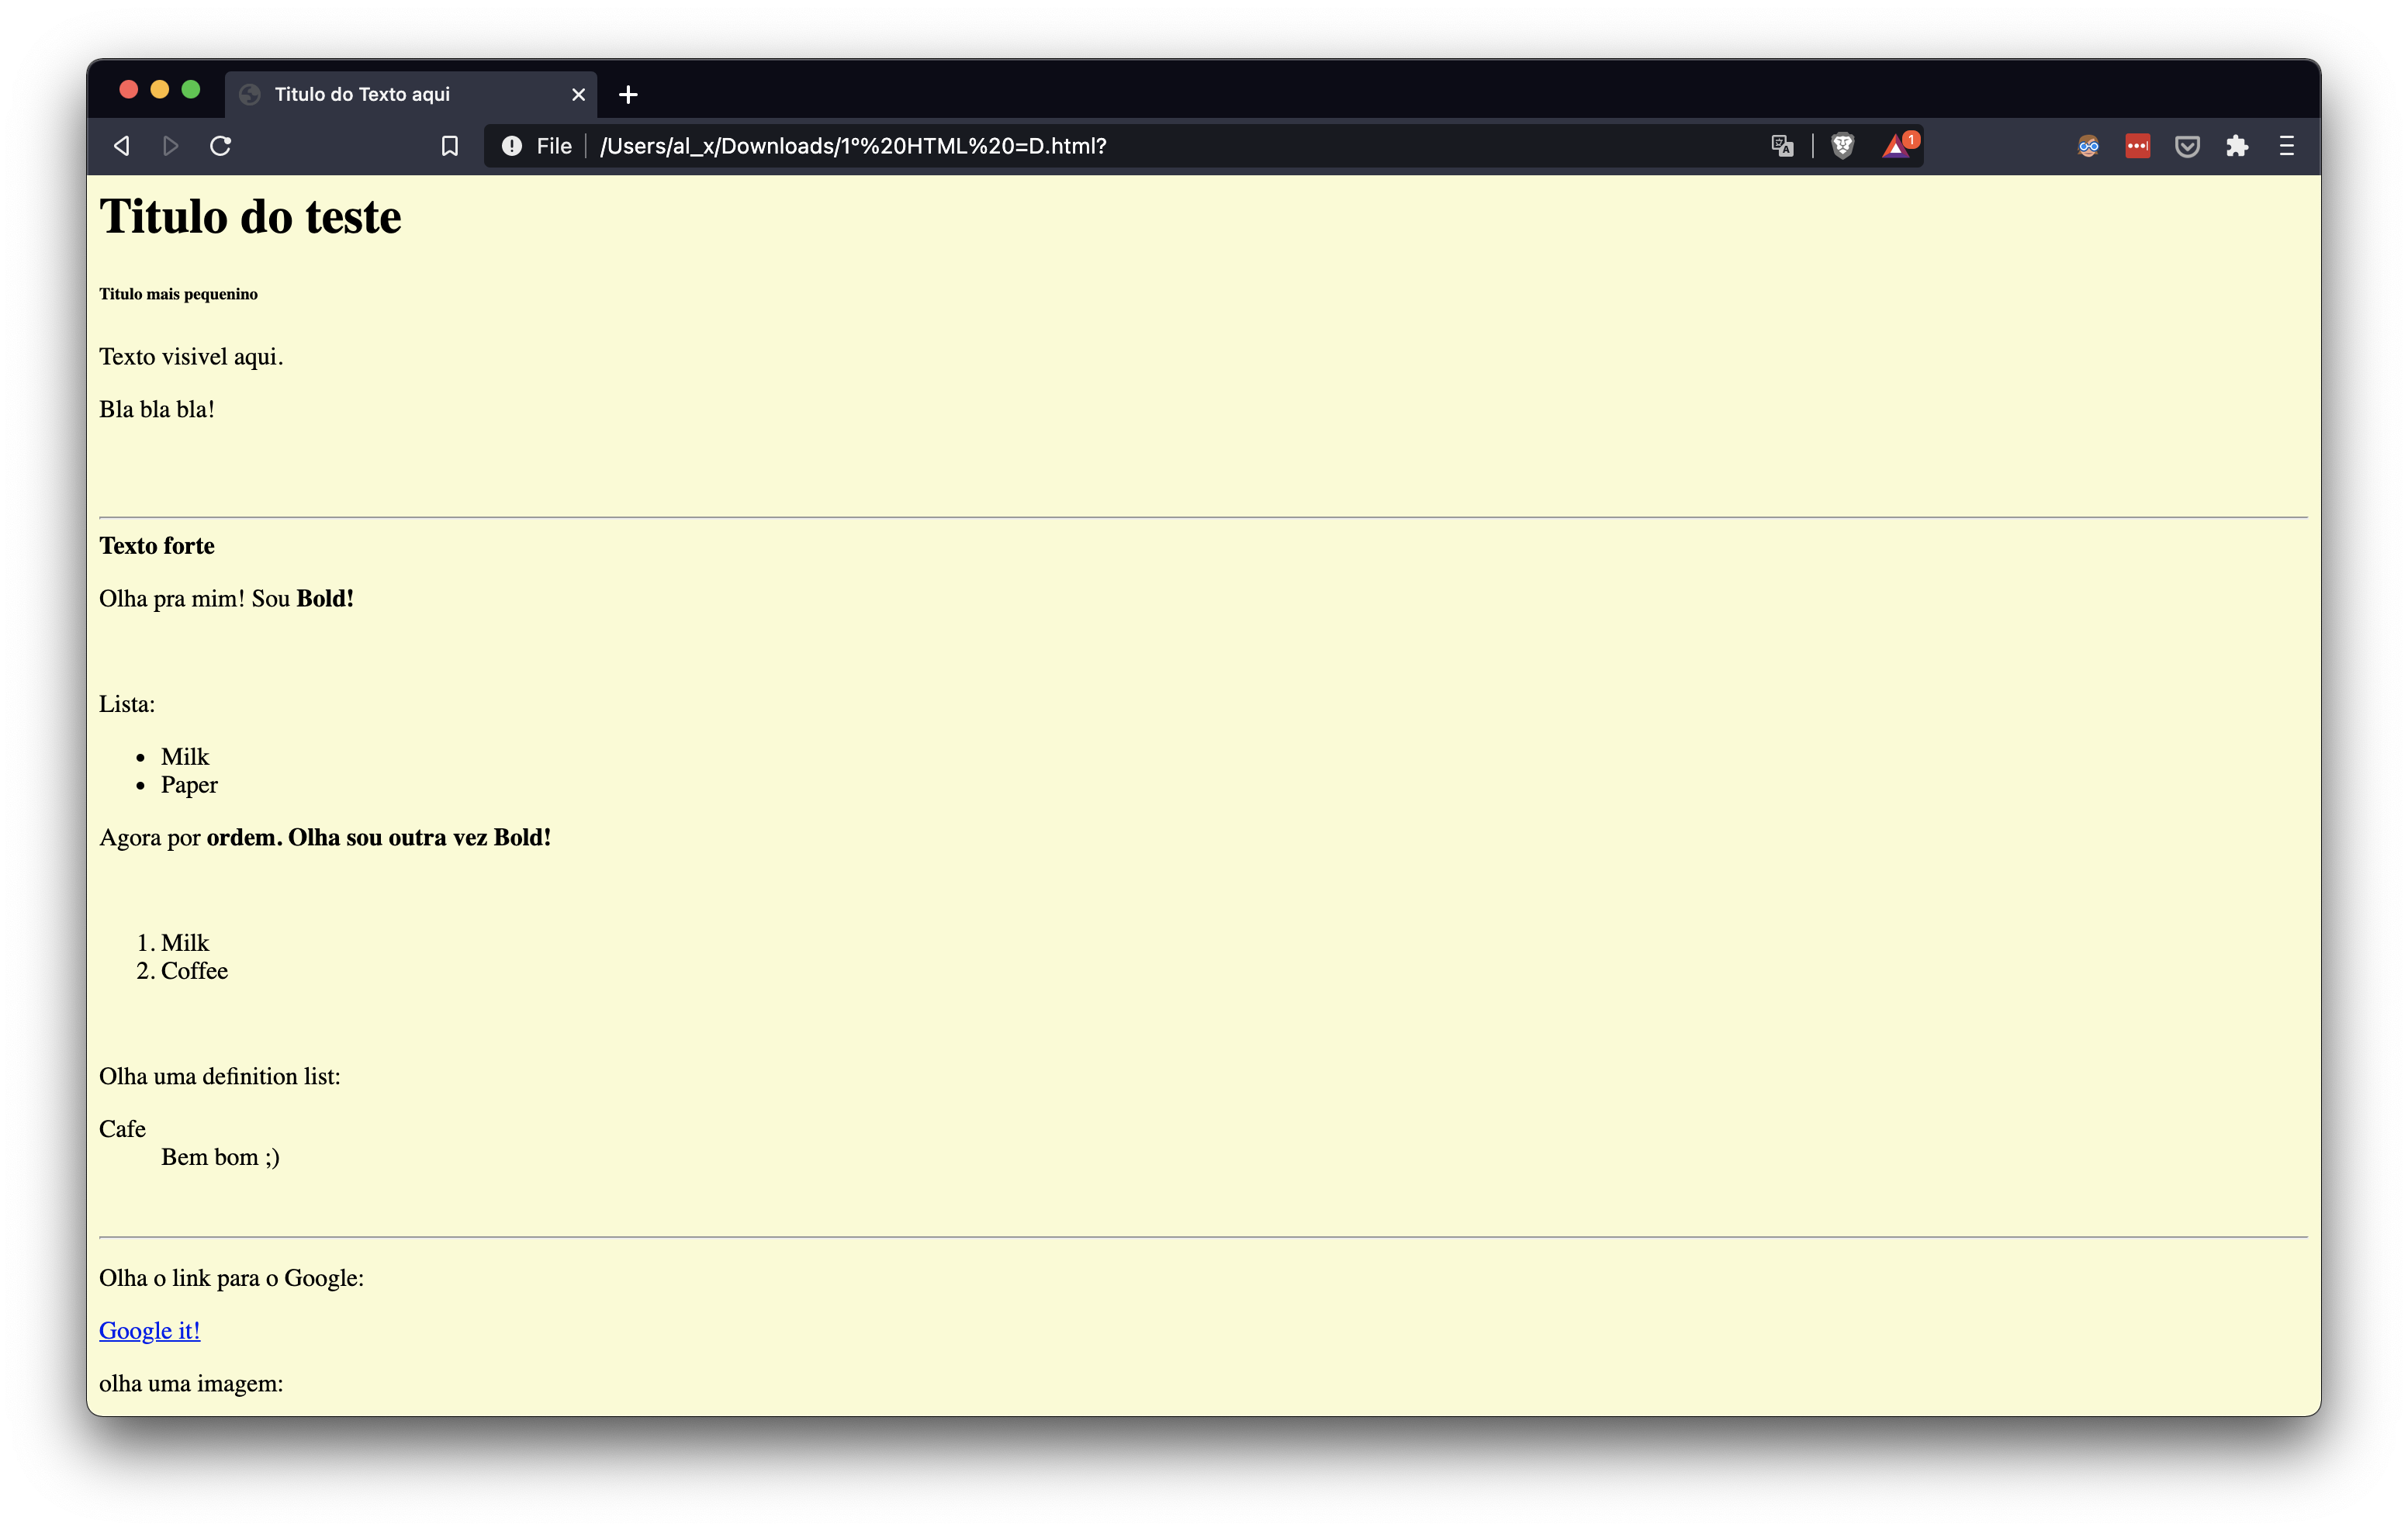 Titulo do Texto aqui
File /Users/al_x/Downloads/1º%20HTML%20=D.html?
1
Titulo do teste
Titulo mais pequenino
Texto visivel aqui.
Bla bla bla!
Texto forte
Olha pra mim! Sou Bold!
Lista:
• Milk
• Paper
Agora por ordem. Olha sou outra vez Bold!
1. Milk
2. Coffee
Olha uma definition list:
Cafe
Bem bom ;)
Olha o link para o Google:
Google it!
olha uma imagem: